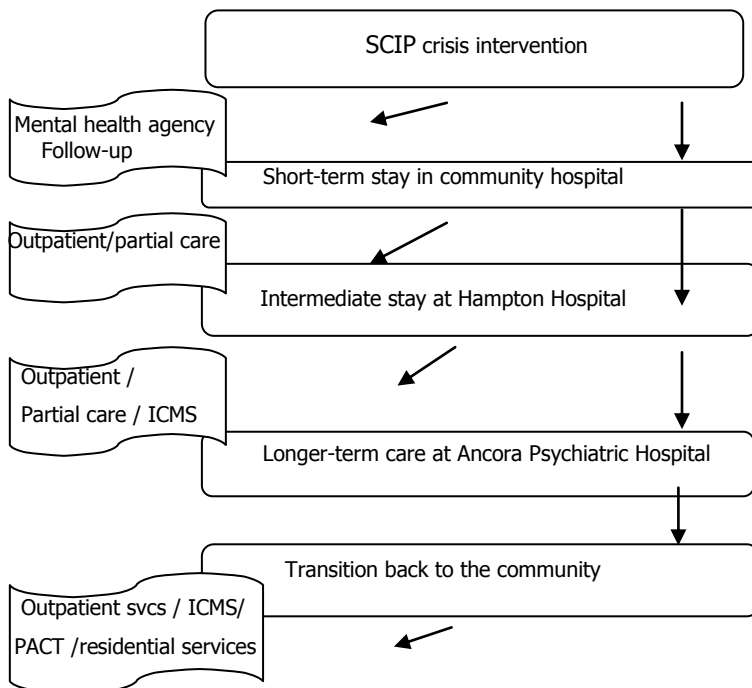 SCIP crisis intervention
Mental health agency
Follow-up
Short-term stay in community hospital
Outpatient/partial care
Intermediate stay at Hampton Hospital
Outpatient /
Partial care / ICMS
Longer-term care at Ancora Psychiatric Hospital
Transition back to the community
Outpatient svcs / ICMS/
PACT /residential services